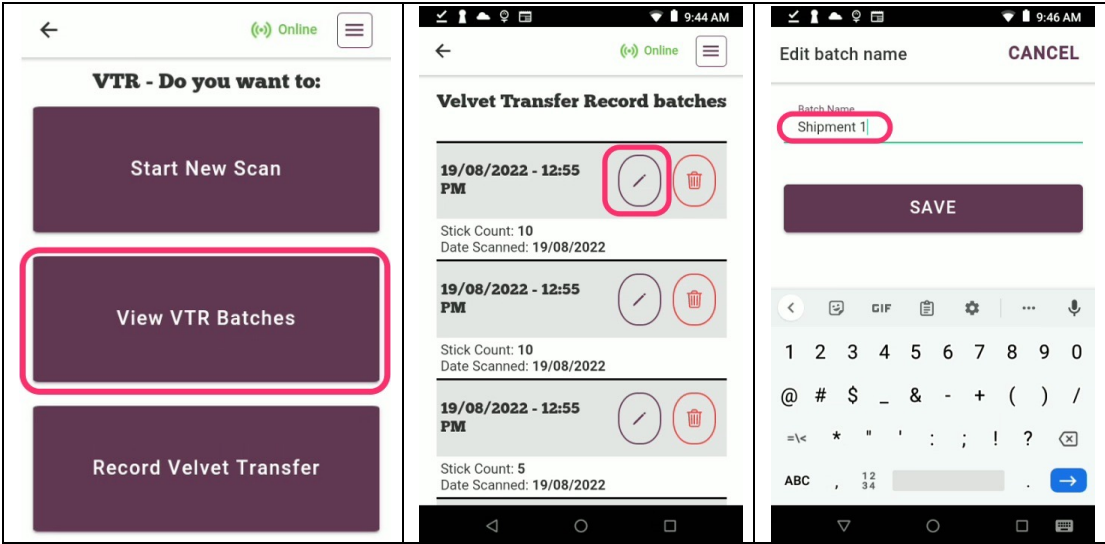 Online
VTR - Do you want to:
Start New Scan
View VTR Batches
Record Velvet Transfer
9:44 AM
Online
Velvet Transfer Record batches
19/08/2022 - 12:55
PM
Stick Count: 10
Date Scanned: 19/08/2022
19/08/2022 - 12:55
PM
Stick Count: 10
Date Scanned: 19/08/2022
19/08/2022 - 12:55
PM
Stick Count: 5
Date Scanned: 19/08/2022
9:46 AM
Edit batch name CANCEL
Batch Name
Shipment 1
SAVE
GIF
1 2 3 4 5 6 7 8 9 0
@ # $ _ & - + ( ) /
=\< * " ' : ; ! ?
ABC , 12 .
34